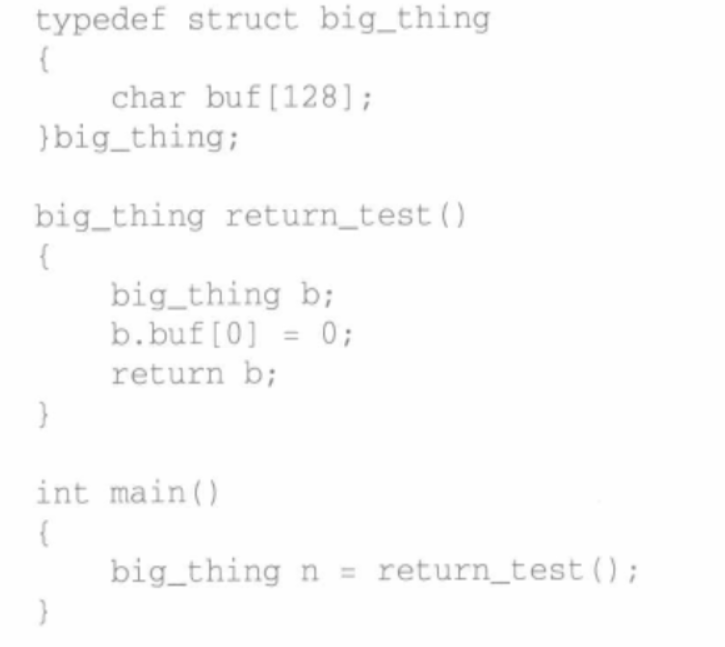 typedef struct big_thing
{
    char buf[128];
}big_thing;

big_thing return_test()
{
    big_thing b;
    b.buf[0] = 0;
    return b;
}

int main()
{
    big_thing n = return_test();
}